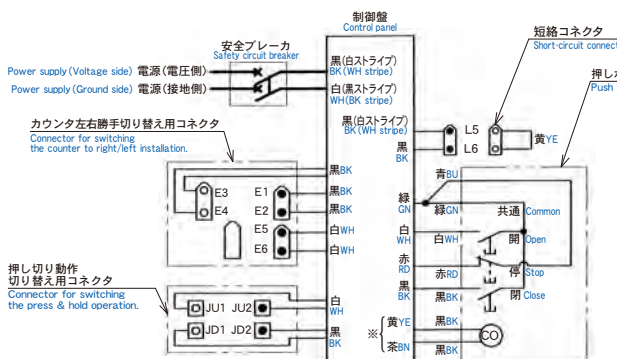 制御盤
Control panel
安全ブレーカ
Safety circuit breaker
短絡コネクタ
Short-circuit connect
Power supply (Voltage side) 電源(電圧側)
Power supply (Ground side) 電源(接地側)
黒(白ストライプ)
BK(WH stripe)
白(黒ストライプ)
WH(BK stripe)
押しボ
Push
黒(白ストライプ)
BK(WH stripe)
L5
黄YE
黒
BK
L6
カウンタ左右勝手切り替え用コネクタ
Connector for switching
the counter to right/left installation.
黒BK
青BU
E3
E1
黒BK
E4
E2
黒BK
緑
GN
緑GN
共通 Common
E5
白WH
E6
白WH
白
WH
白WH
開 Open
赤
RD
赤RD
停 Stop
押し切り動作
切り替え用コネクタ
Connector for switching
the press & hold operation.
黒
BK
黒BK
閉 Close
JU1 JU2
白
WH
JD1 JD2
黒
BK
※
黄YE
黒BK
CO
茶BN
黒BK